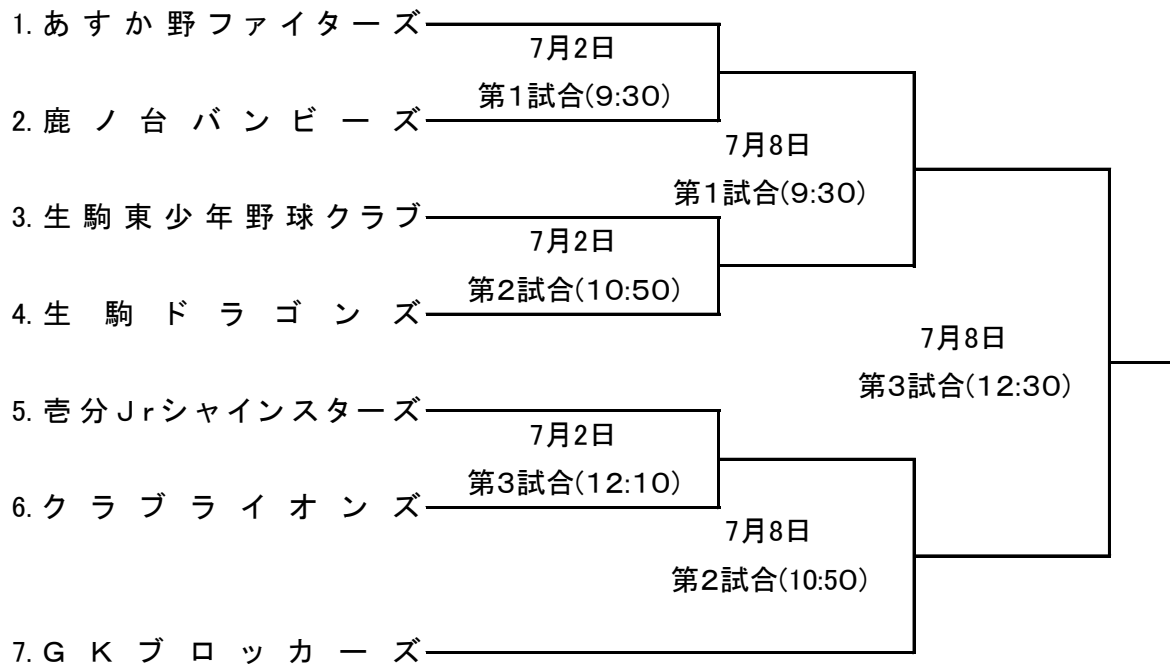 1. あすか野ファイターズ
7月2日
第1試合(9:30)
2. 鹿ノ台バンビーズ
7月8日
第1試合(9:30)
3. 生駒東少年野球クラブ
7月2日
第2試合(10:50)
4. 生駒ドラゴンズ
7月8日
第3試合(12:30)
5. 壱分Jrシャインスターズ
7月2日
第3試合(12:10)
6. クラブライオンズ
7月8日
第2試合(10:50)
7. GKブロッカーズ